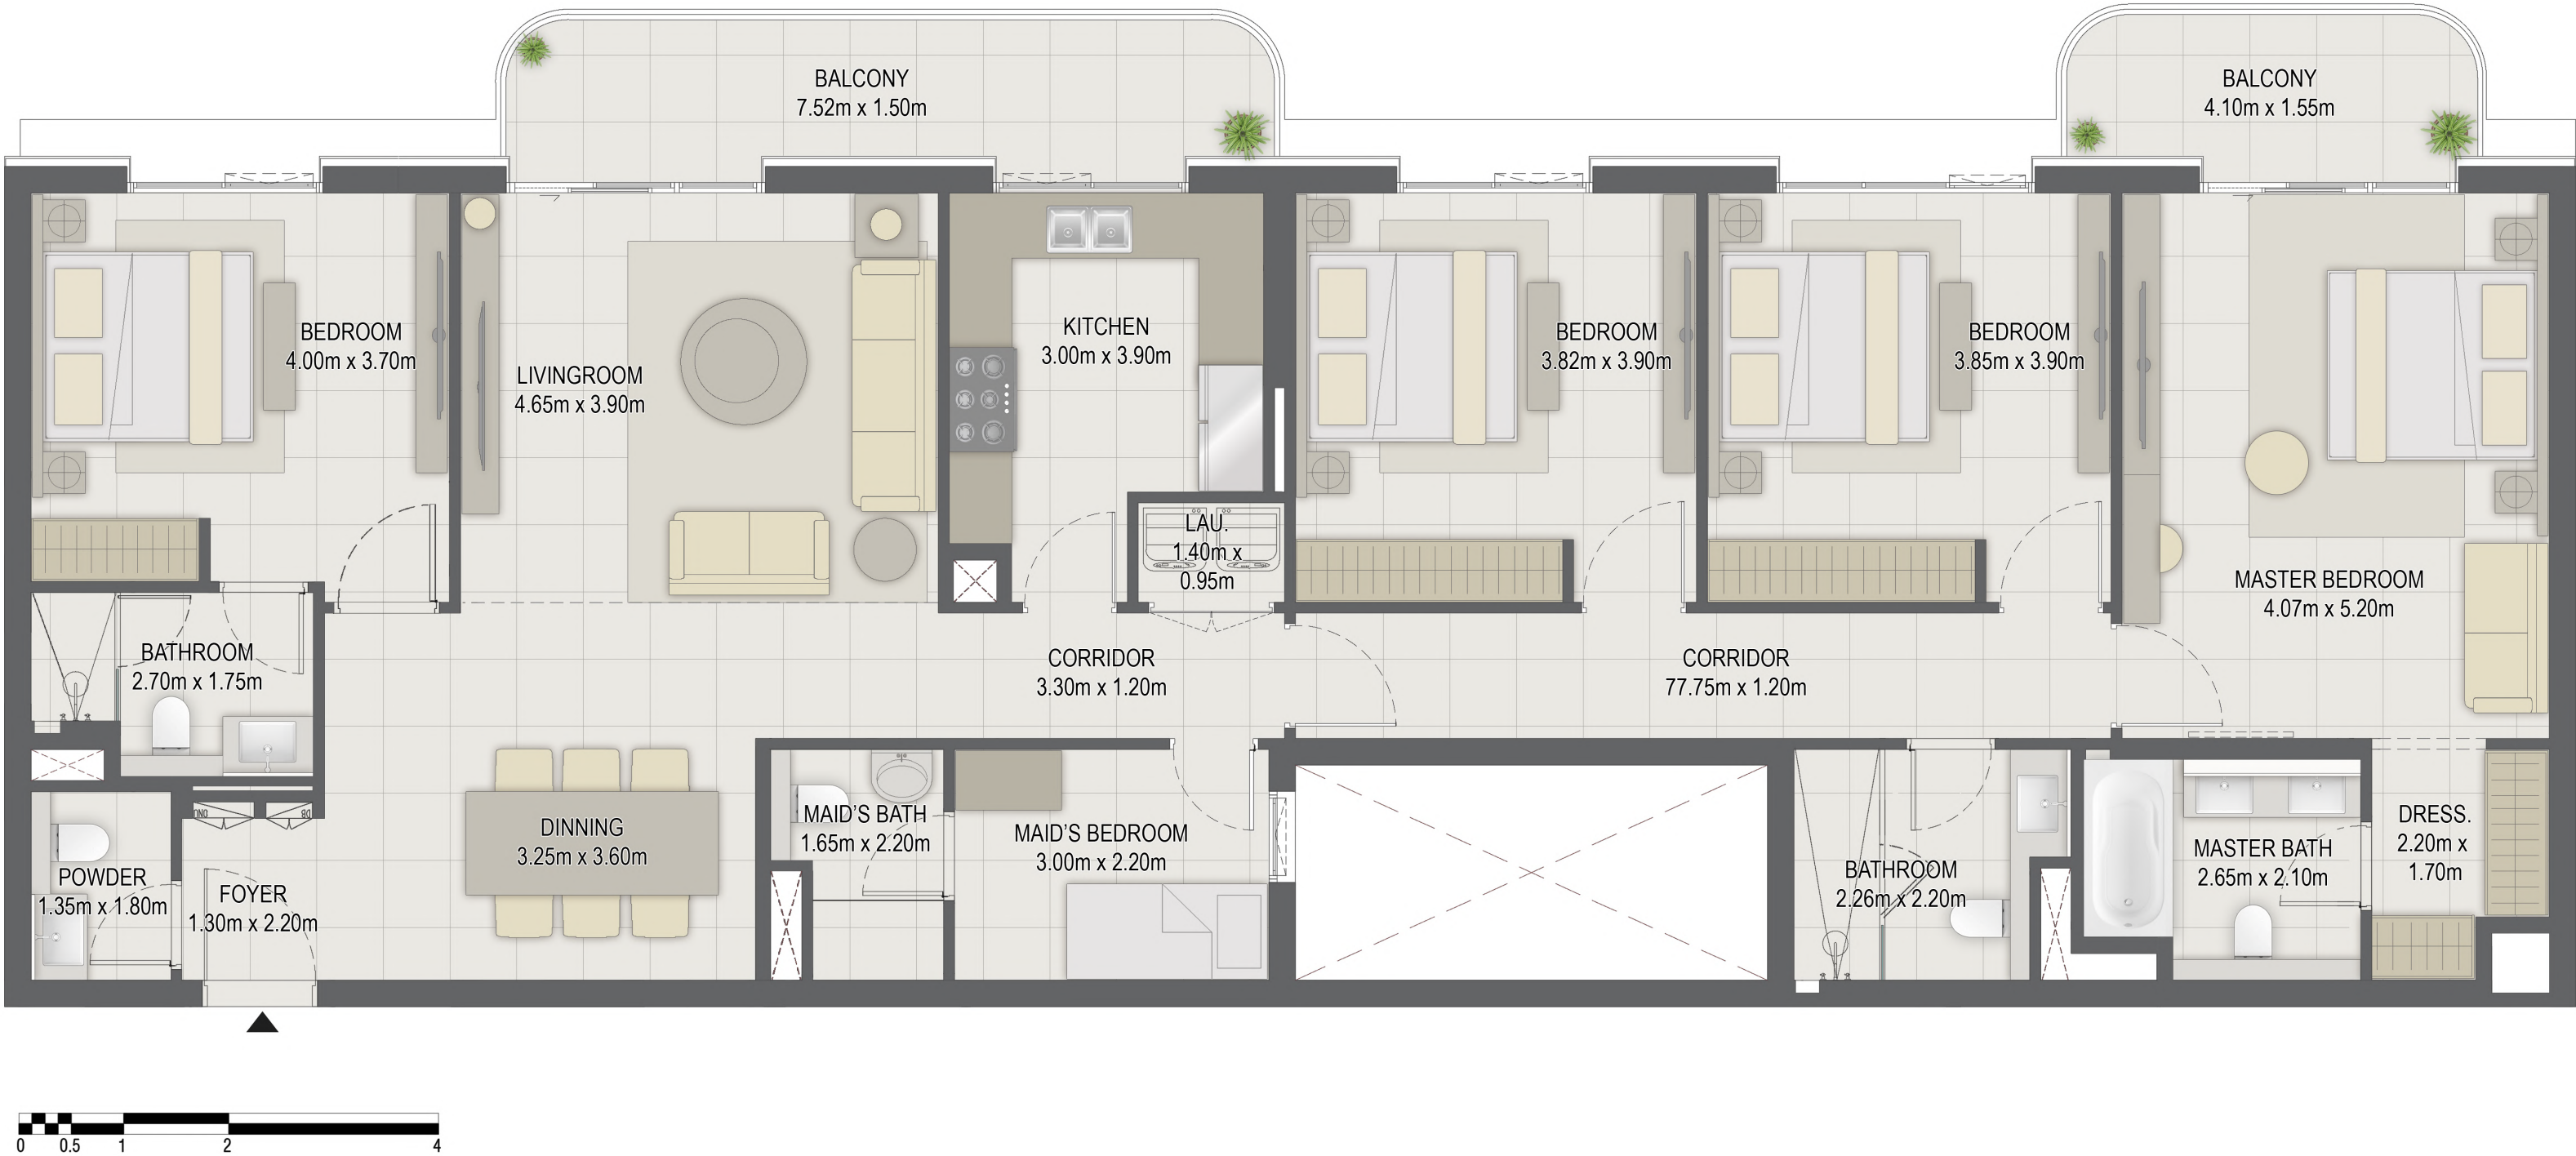 BALCONY
7.52m x 1.50m
BALCONY
4.10m x 1.55m
BEDROOM
4.00m x 3.70m
LIVINGROOM
4.65m x 3.90m
KITCHEN
3.00m x 3.90m
BEDROOM
3.82m x 3.90m
BEDROOM
3.85m x 3.90m
LAU.
1.40m x
0.95m
MASTER BEDROOM
4.07m x 5.20m
BATHROOM
2.70m x 1.75m
CORRIDOR
3.30m x 1.20m
CORRIDOR
77.75m x 1.20m
ONU
DB
DINNING
3.25m x 3.60m
MAID'S BATH
1.65m x 2.20m
MAID'S BEDROOM
3.00m x 2.20m
DRESS.
2.20m x
1.70m
MASTER BATH
2.65m x 2.10m
BATHROOM
2.26m x 2.20m
POWDER
1.35m x 1.80m
FOYER
1.30m x 2.20m
0 0.5 1 2 4